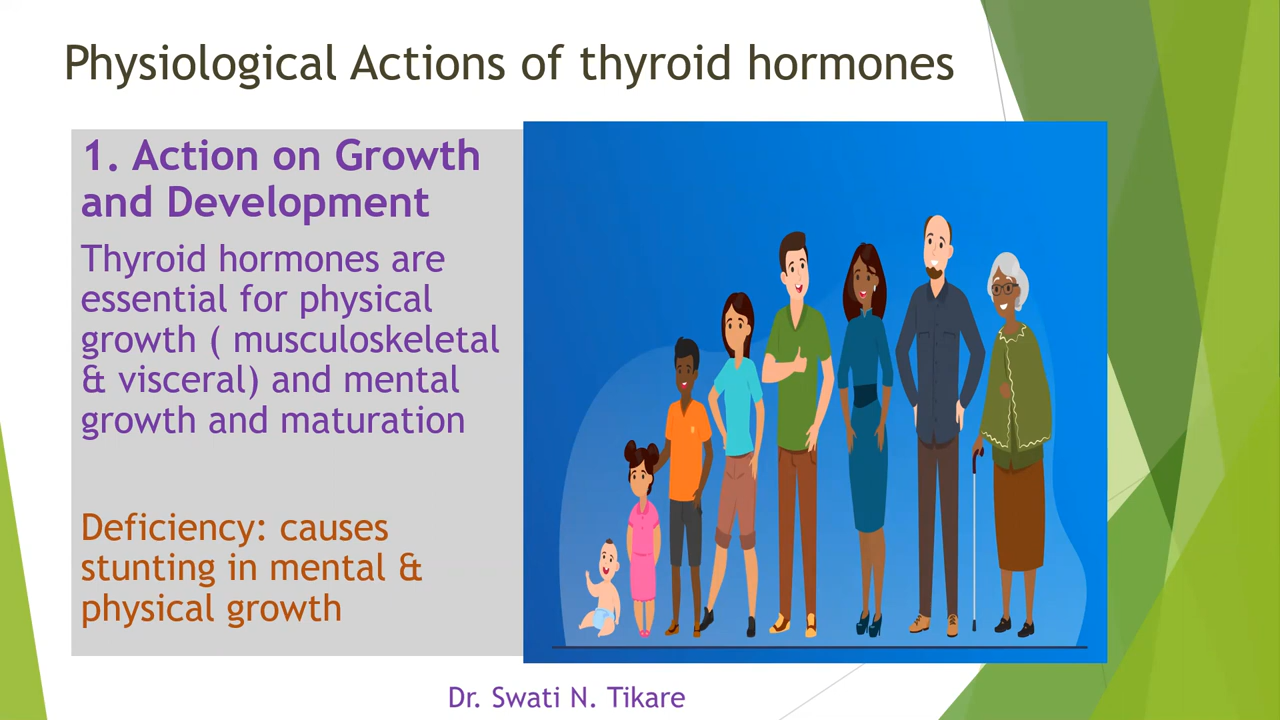 Physiological Actions of thyroid hormones
1. Action on Growth
and Development
Thyroid hormones are
essential for physical
growth ( musculoskeletal
& visceral) and mental
growth and maturation
Deficiency: causes
stunting in mental &
physical growth
Dr. Swati N. Tikare